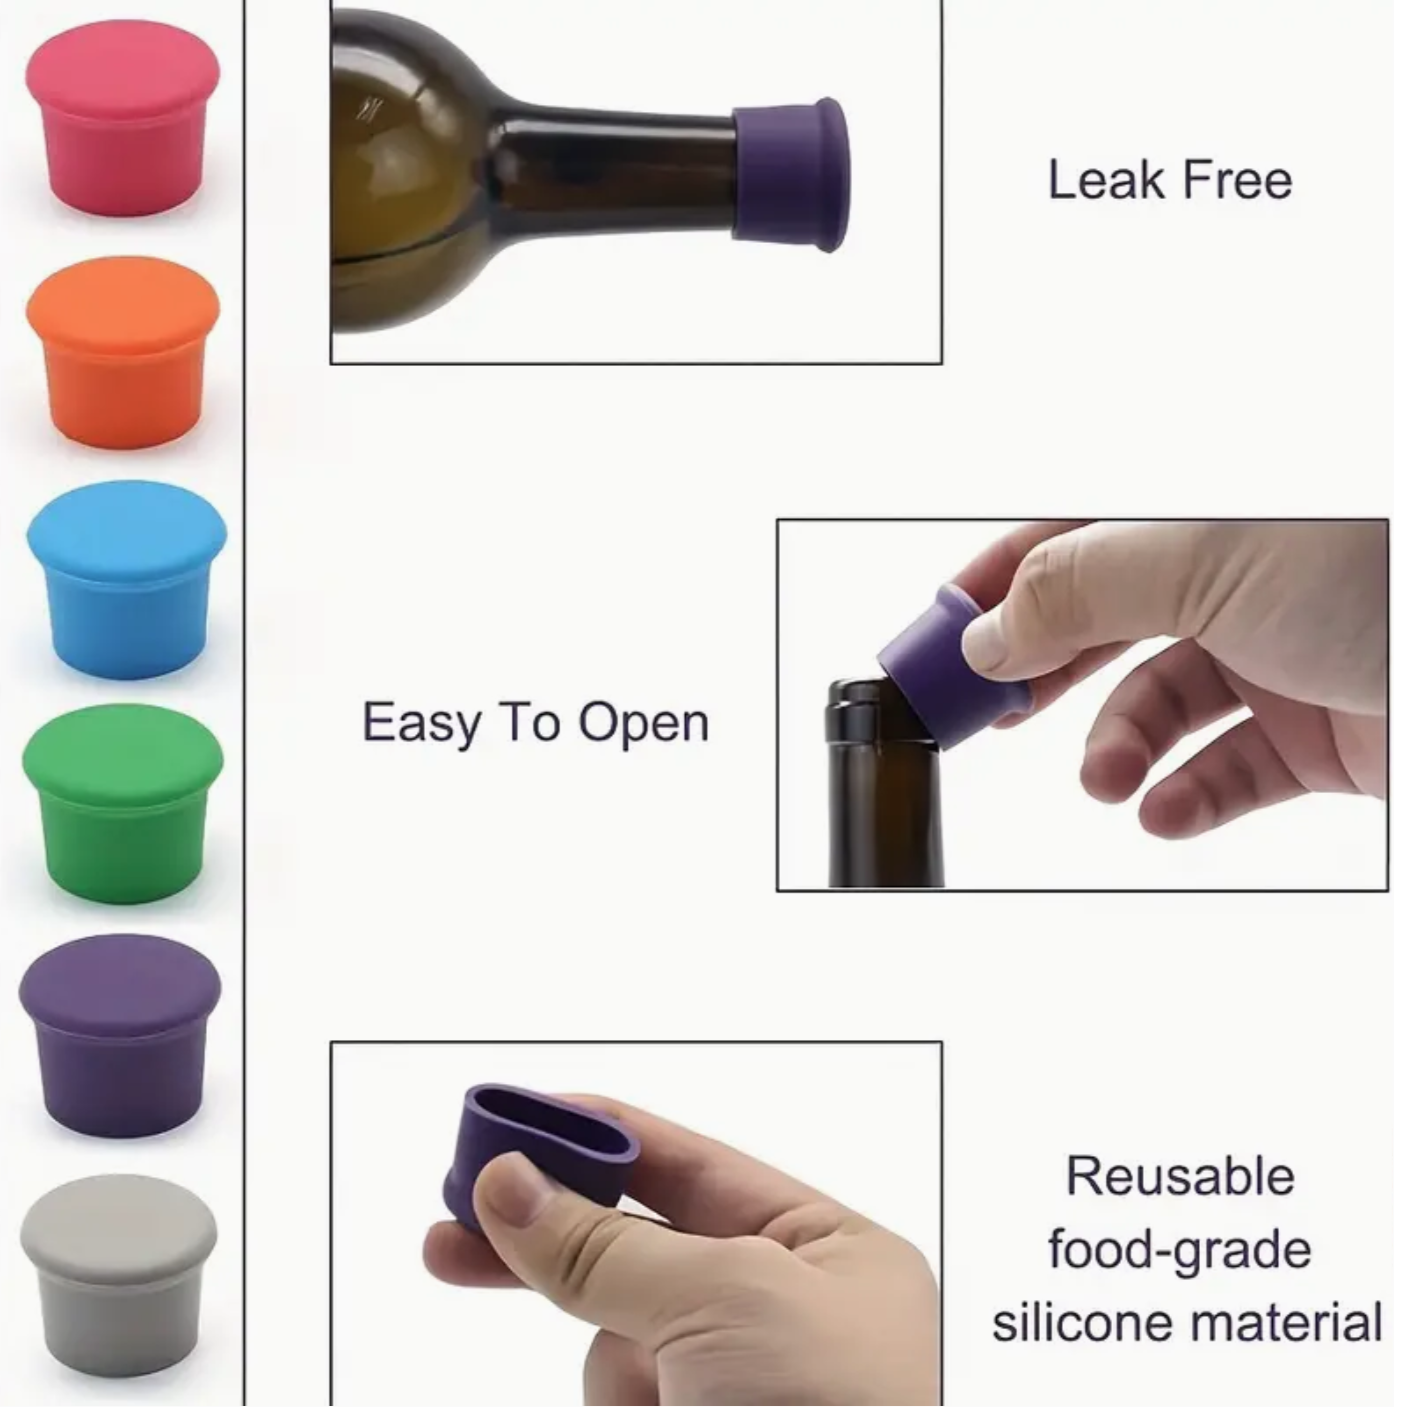 Leak Free
Easy To Open
Reusable
food-grade
silicone material